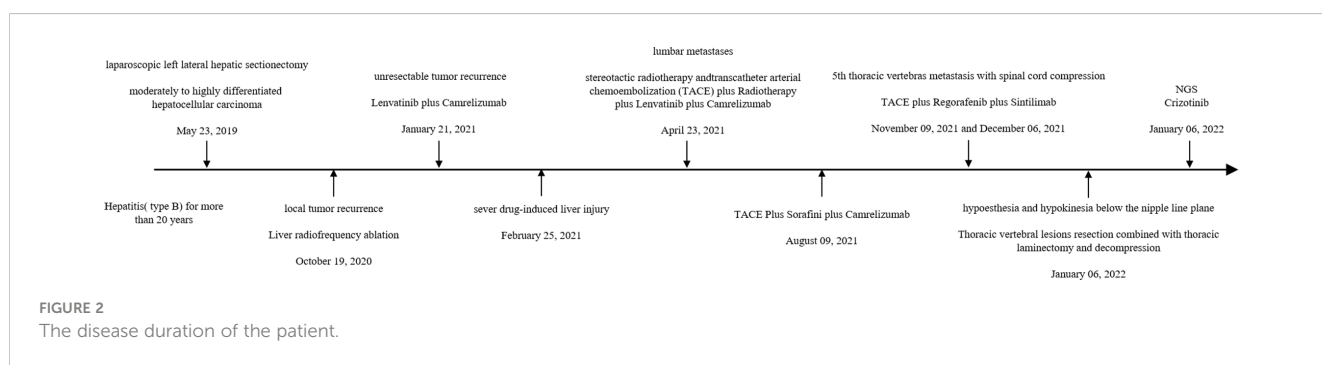 laparoscopic left lateral hepatic sectionectomy
moderately to highly differentiated
hepatocellular carcinoma
May 23, 2019
unresectable tumor recurrence
Lenvatinib plus Camrelizumab
January 21, 2021
lumbar metastases
stereotactic radiotherapy andtranscatheter arterial
chemoembolization (TACE) plus Radiotherapy
plus Lenvatinib plus Camrelizumab
April 23, 2021
5th thoracic vertebras metastasis with spinal cord compression
TACE plus Regorafenib plus Sintilimab
November 09, 2021 and December 06, 2021
NGS
Crizotinib
January 06, 2022
Hepatitis( type B) for more
than 20 years
local tumor recurrence
Liver radiofrequency ablation
October 19, 2020
sever drug-induced liver injury
February 25, 2021
TACE Plus Sorafini plus Camrelizumab
August 09, 2021
hypoesthesia and hypokinesia below the nipple line plane
Thoracic vertebral lesions resection combined with thoracic
laminectomy and decompression
January 06, 2022
FIGURE 2
The disease duration of the patient.